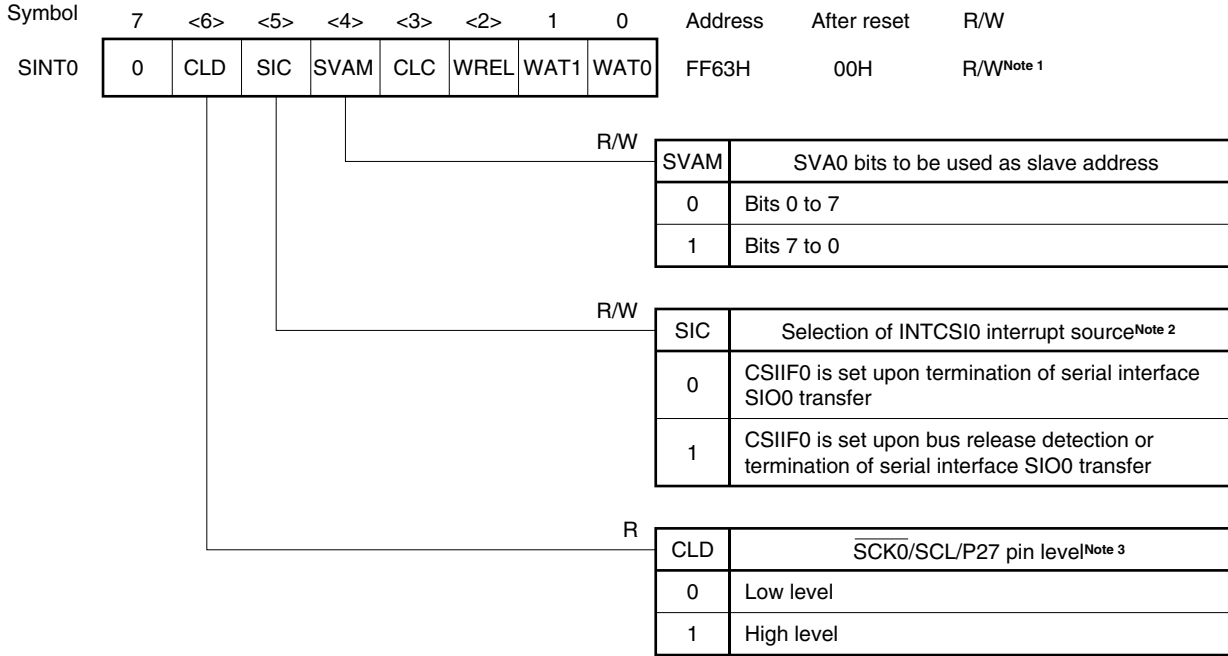 Symbol 7 <6> <5> <4> <3> <2> 1 0 Address After reset R/W
SINT0 0 CLD SIC SVAM CLC WREL WAT1 WAT0 FF63H 00H R/WNote 1
R/W
SVAM SVA0 bits to be used as slave address
0 Bits 0 to 7
1 Bits 7 to 0
R/W
SIC Selection of INTCSI0 interrupt sourceNote 2
0 CSIIF0 is set upon termination of serial interface
SIO0 transfer
1 CSIIF0 is set upon bus release detection or
termination of serial interface SIO0 transfer
R
CLD SCK0/SCL/P27 pin levelNote 3
0 Low level
1 High level